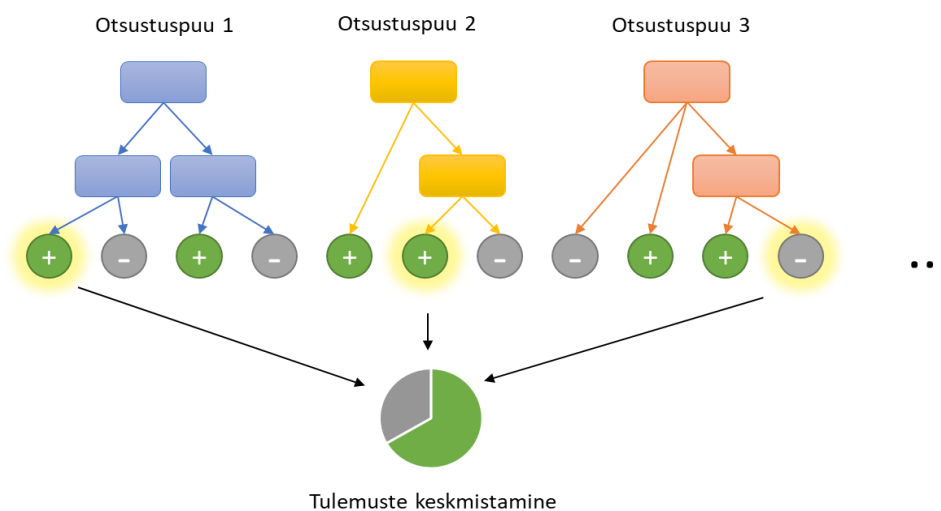 Otsustuspuu 1
Otsustuspuu 2
Otsustuspuu 3
+ - + - + + - - + + -
..
Tulemuste keskmistamine